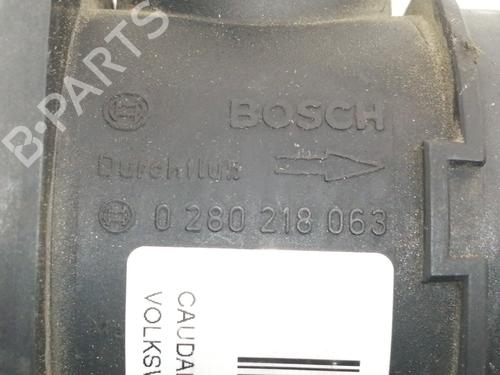 BOSCH
Durchfluß
0 280 218 063
CAUDAL
VOLKSW
B-PARTS